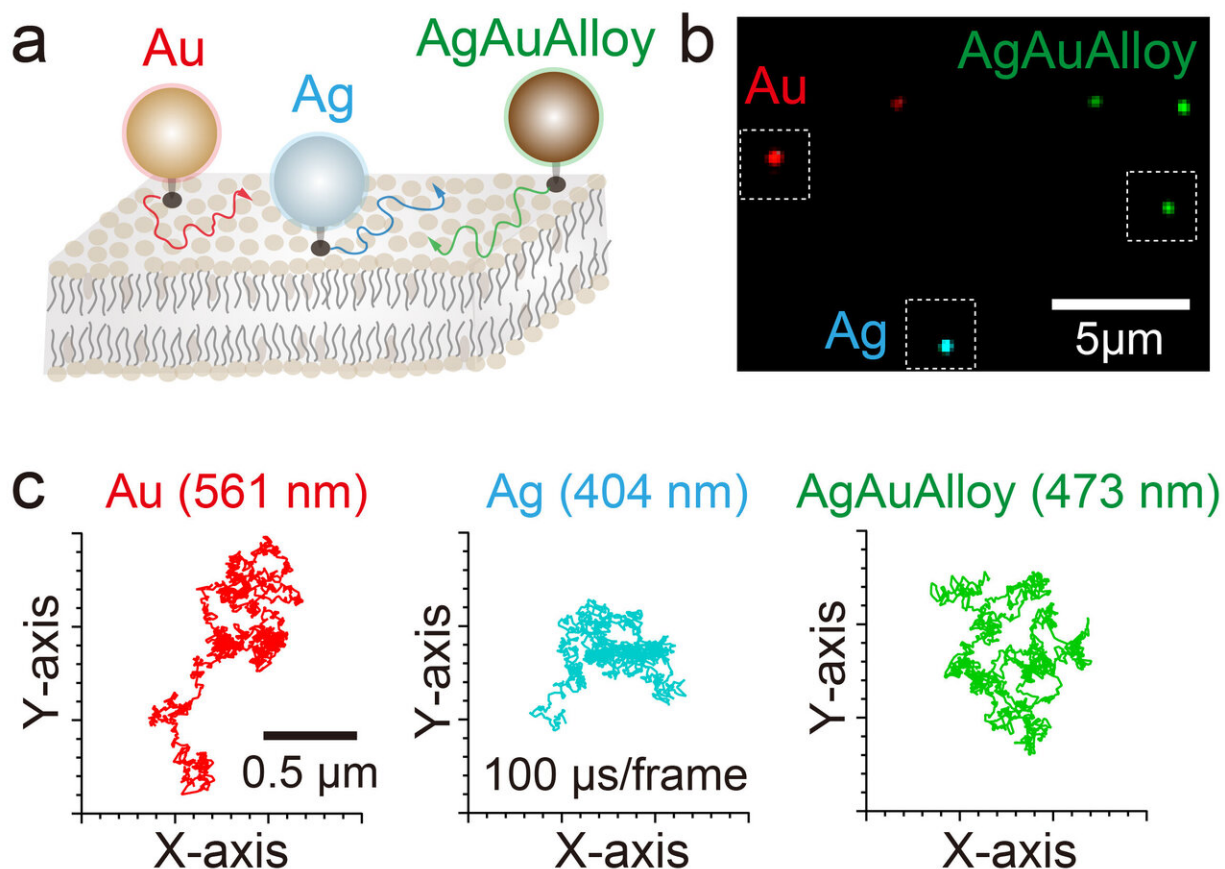 a
Au
Ag
AgAuAlloy
b
Au
AgAuAlloy
Ag
5µm
c
Au (561 nm)
Y-axis
0.5 µm
X-axis
Ag (404 nm)
Y-axis
100 µs/frame
X-axis
AgAuAlloy (473 nm)
Y-axis
X-axis